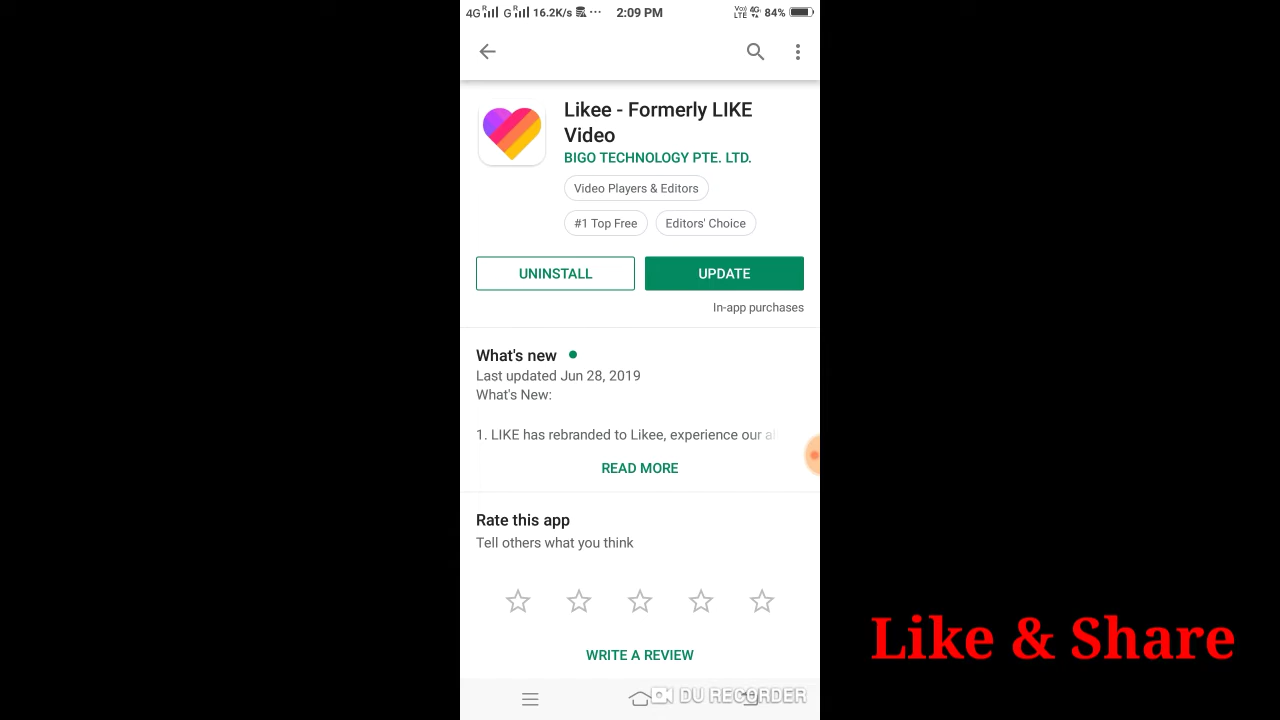 4G R G R 16.2K/s ... 2:09 PM Vo) LTE 4G 84%
Likee - Formerly LIKE
Video
BIGO TECHNOLOGY PTE. LTD.
Video Players & Editors
#1 Top Free Editors' Choice
UNINSTALL UPDATE
In-app purchases
What's new
Last updated Jun 28, 2019
What's New:
1. LIKE has rebranded to Likee, experience our
READ MORE
Rate this app
Tell others what you think
WRITE A REVIEW
Like & Share
DU RECORDER